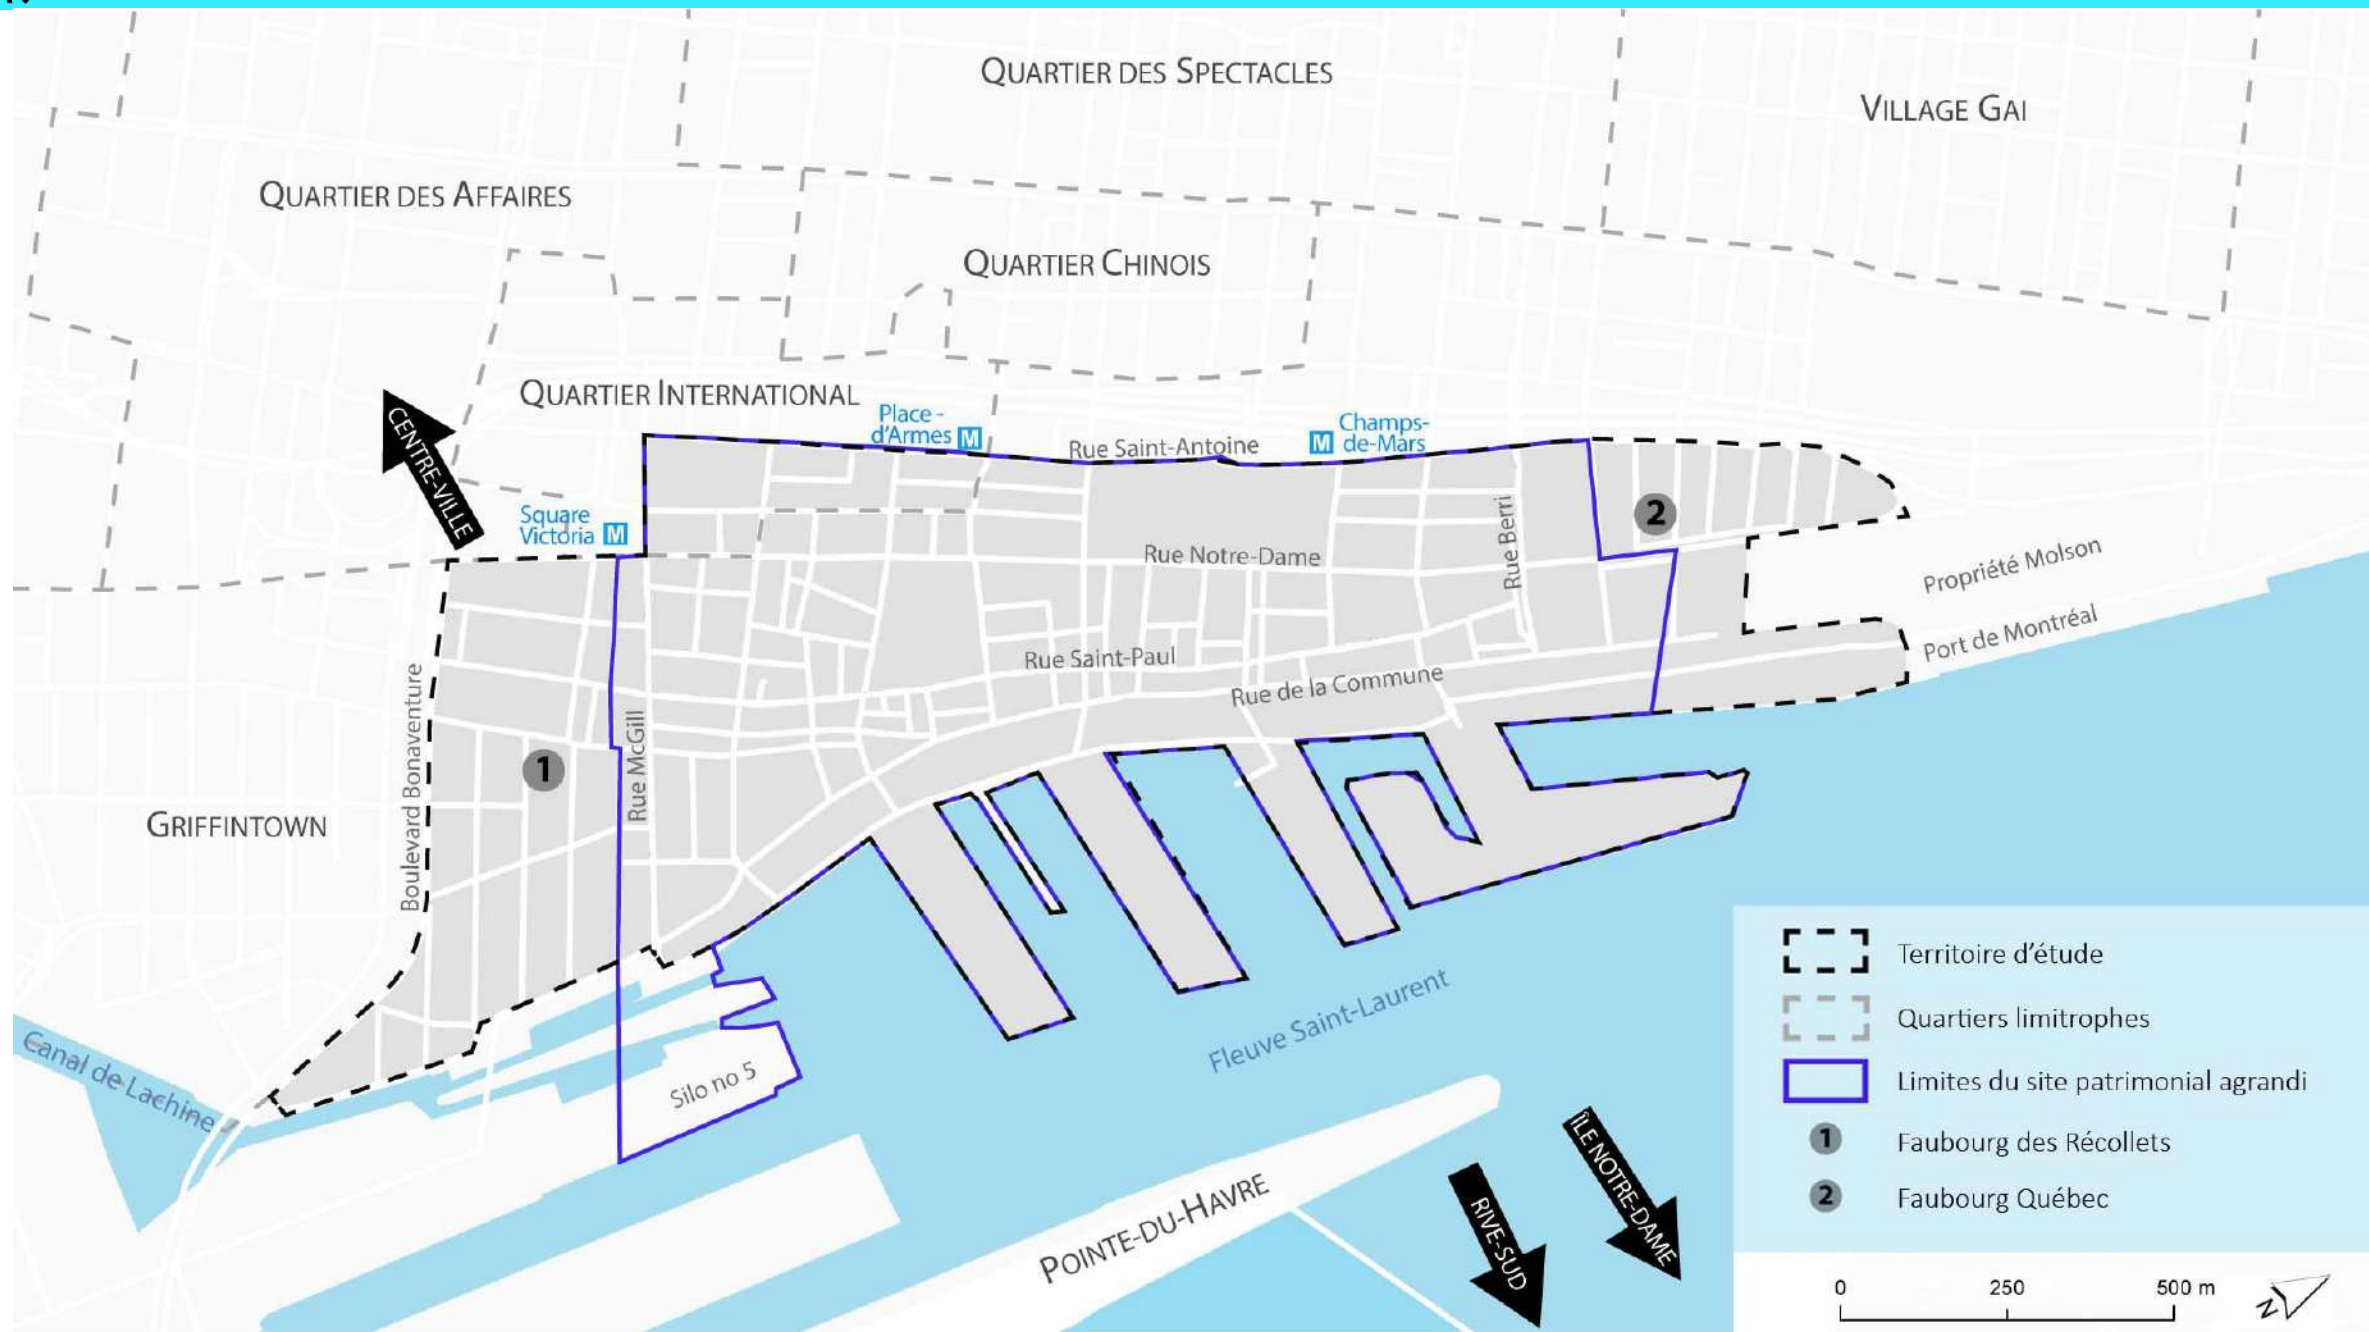 QUARTIER DES SPECTACLES
VILLAGE GAI
QUARTIER DES AFFAIRES
QUARTIER CHINOIS
QUARTIER INTERNATIONAL
CENTRE-VILLE
Place -
d'Armes M
Rue Saint-Antoine
Champs-
M de-Mars
Square
Victoria M
2
Rue Berri
Rue Notre-Dame
Propriété Molson
Port de Montréal
Rue Saint-Paul
Rue de la Commune
Boulevard Bonaventure
1
Rue McGill
GRIFFINTOWN
Canal de Lachine
Silo no 5
Fleuve Saint-Laurent
POINTE-DU-HAVRE
RIVE-SUD
ÎLE NOTRE-DAME
Territoire d'étude
Quartiers limitrophes
Limites du site patrimonial agrandi
1 Faubourg des Récollets
2 Faubourg Québec
0 250 500 m
N